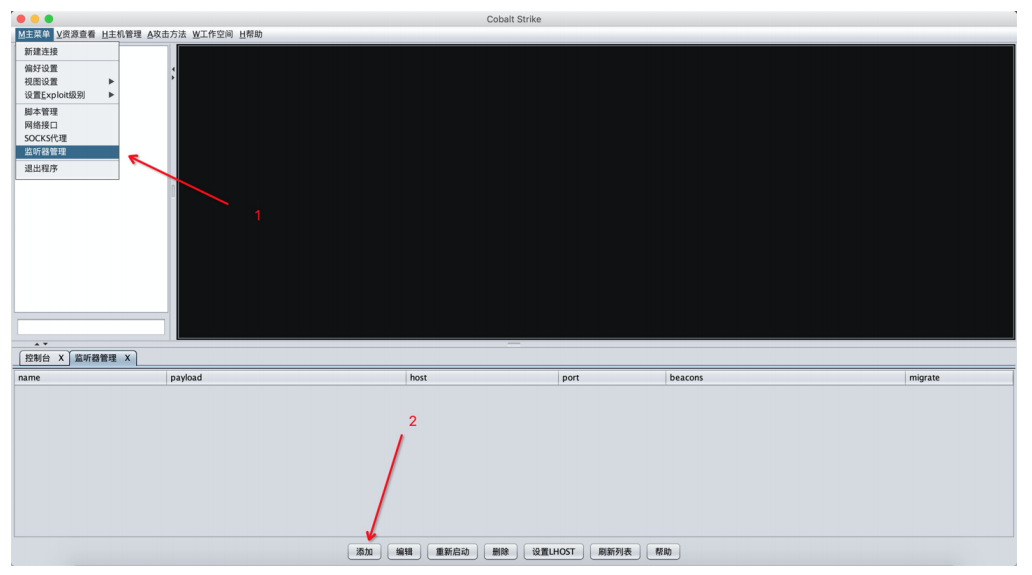 Cobalt Strike
M主菜单 V资源查看 H主机管理 A攻击方法 W工作空间 H帮助
新建连接
偏好设置
视图设置
设置Exploit级别
脚本管理
网络接口
SOCKS代理
监听器管理
退出程序
1
控制台 X 监听器管理 X
name payload host port beacons migrate
2
添加 编辑 重新启动 删除 设置LHOST 刷新列表 帮助